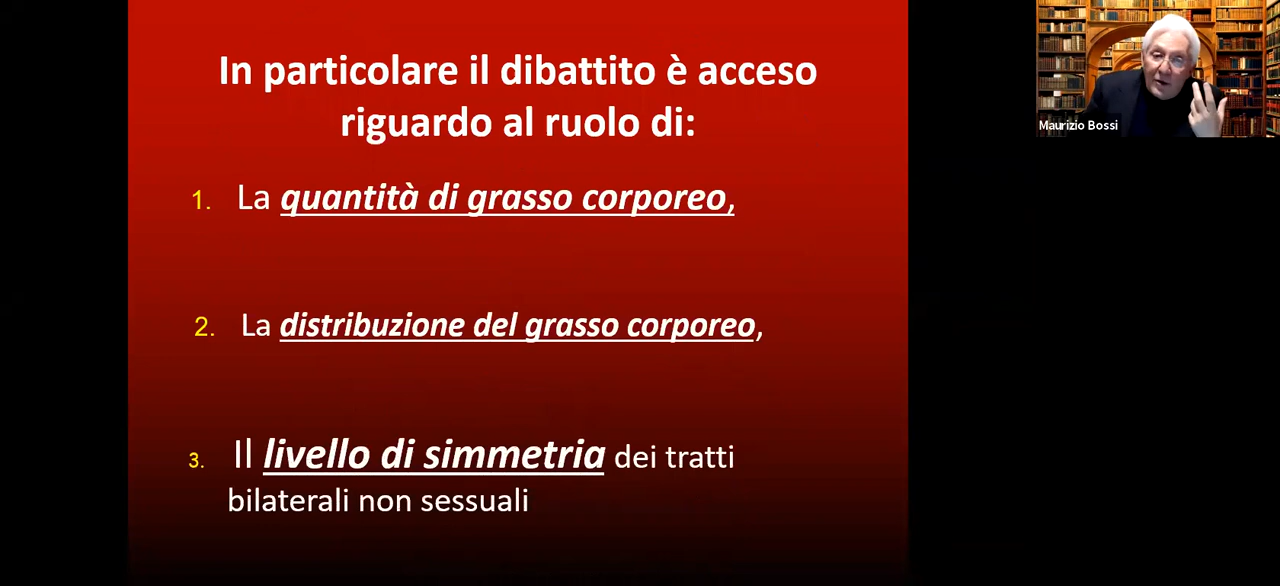 In particolare il dibattito è acceso
riguardo al ruolo di:
1. La quantità di grasso corporeo,
2. La distribuzione del grasso corporeo,
3. Il livello di simmetria dei tratti
bilaterali non sessuali
Maurizio Bossi